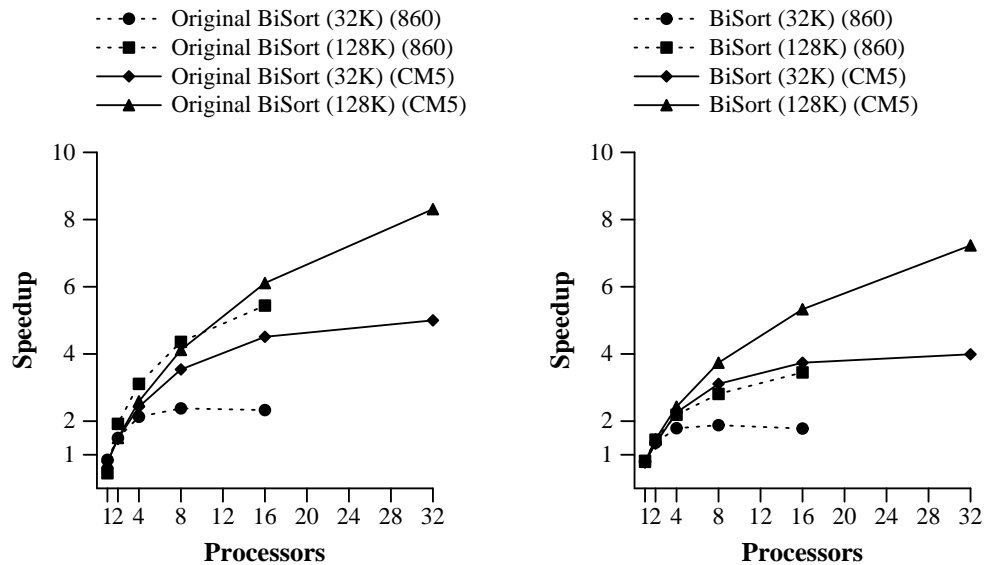 Original BiSort (32K) (860)
Original BiSort (128K) (860)
Original BiSort (32K) (CM5)
Original BiSort (128K) (CM5)
10
8
6
4
2
1
Speedup
1 2 4 8 12 16 20 24 28 32
Processors
BiSort (32K) (860)
BiSort (128K) (860)
BiSort (32K) (CM5)
BiSort (128K) (CM5)
10
8
6
4
2
1
Speedup
1 2 4 8 12 16 20 24 28 32
Processors